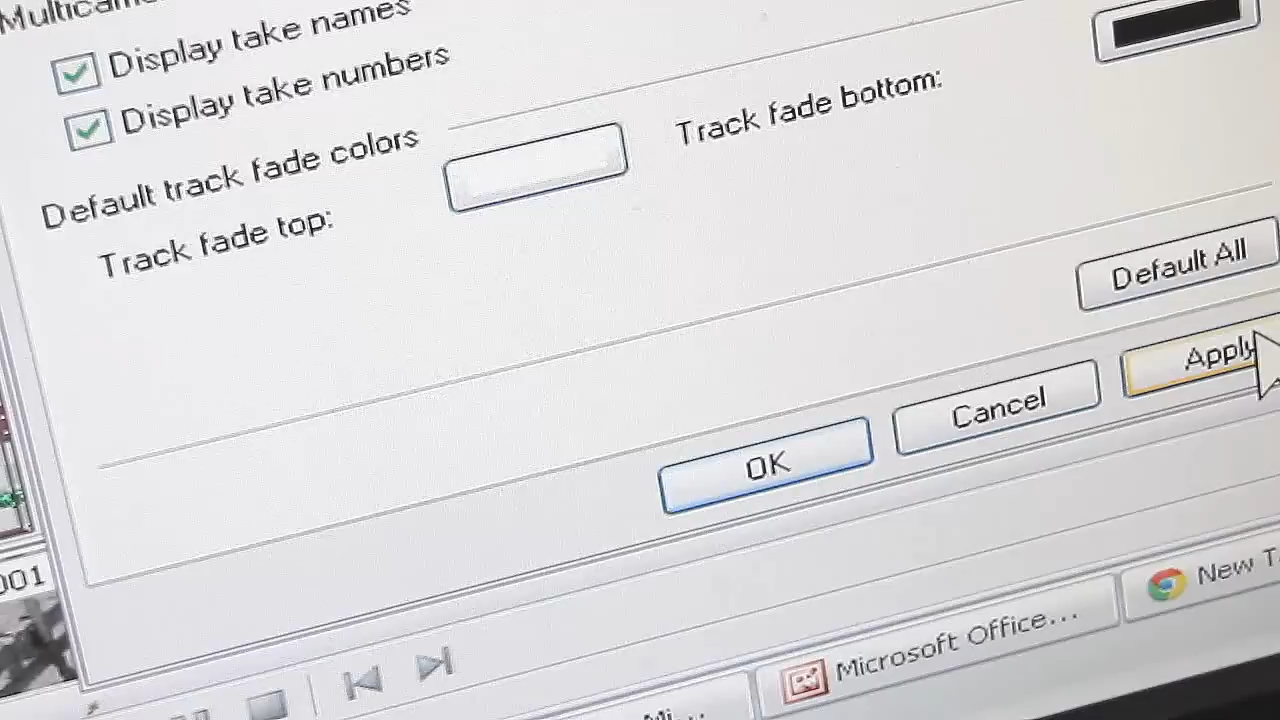 Display take names
Display take numbers
Default track fade colors
Track fade top:
Track fade bottom:
Default All
OK
Cancel
Apply
001
Microsoft Office...
New